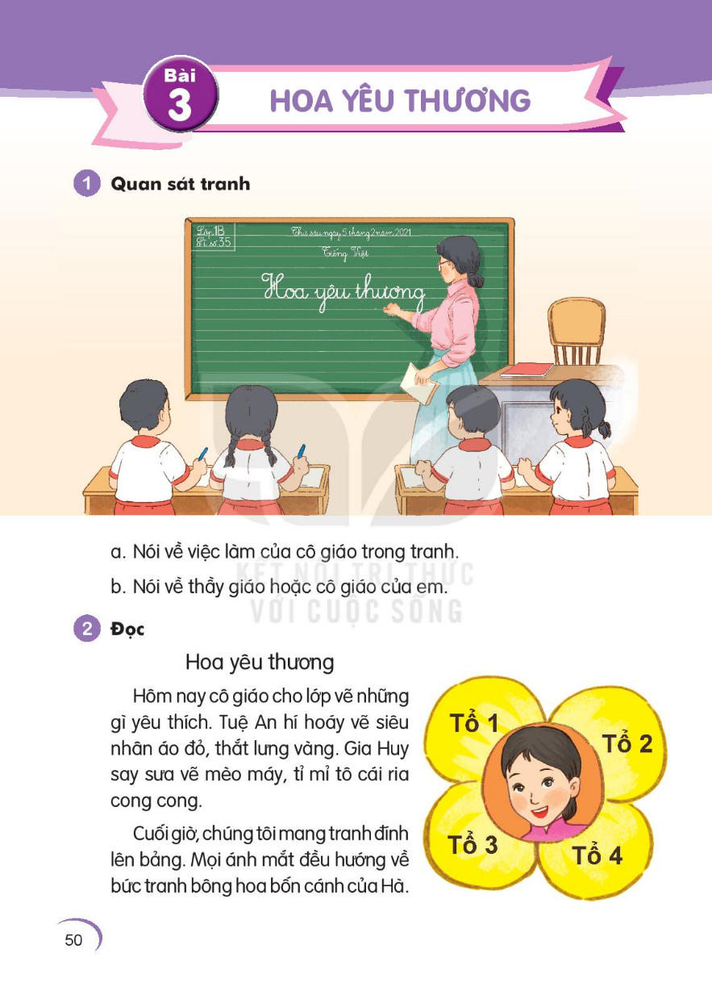 Bài
3
HOA YÊU THƯƠNG
1 Quan sát tranh
Lớp 1B
Sĩ số 35
Thứ sáu ngày 5 tháng 2 năm 2021
Tiếng Việt
Hoa yêu thương
a. Nói về việc làm của cô giáo trong tranh.
b. Nói về thầy giáo hoặc cô giáo của em.
KẾT NỐI TRI THỨC
VỚI CUỘC SỐNG
2 Đọc
Hoa yêu thương
Hôm nay cô giáo cho lớp vẽ những
gì yêu thích. Tuệ An hí hoáy vẽ siêu
nhân áo đỏ, thắt lưng vàng. Gia Huy
say sưa vẽ mèo máy, tỉ mỉ tô cái ria
cong cong.
Cuối giờ, chúng tôi mang tranh đính
lên bảng. Mọi ánh mắt đều hướng về
bức tranh bông hoa bốn cánh của Hà.
Tổ 1
Tổ 2
Tổ 3
Tổ 4
50